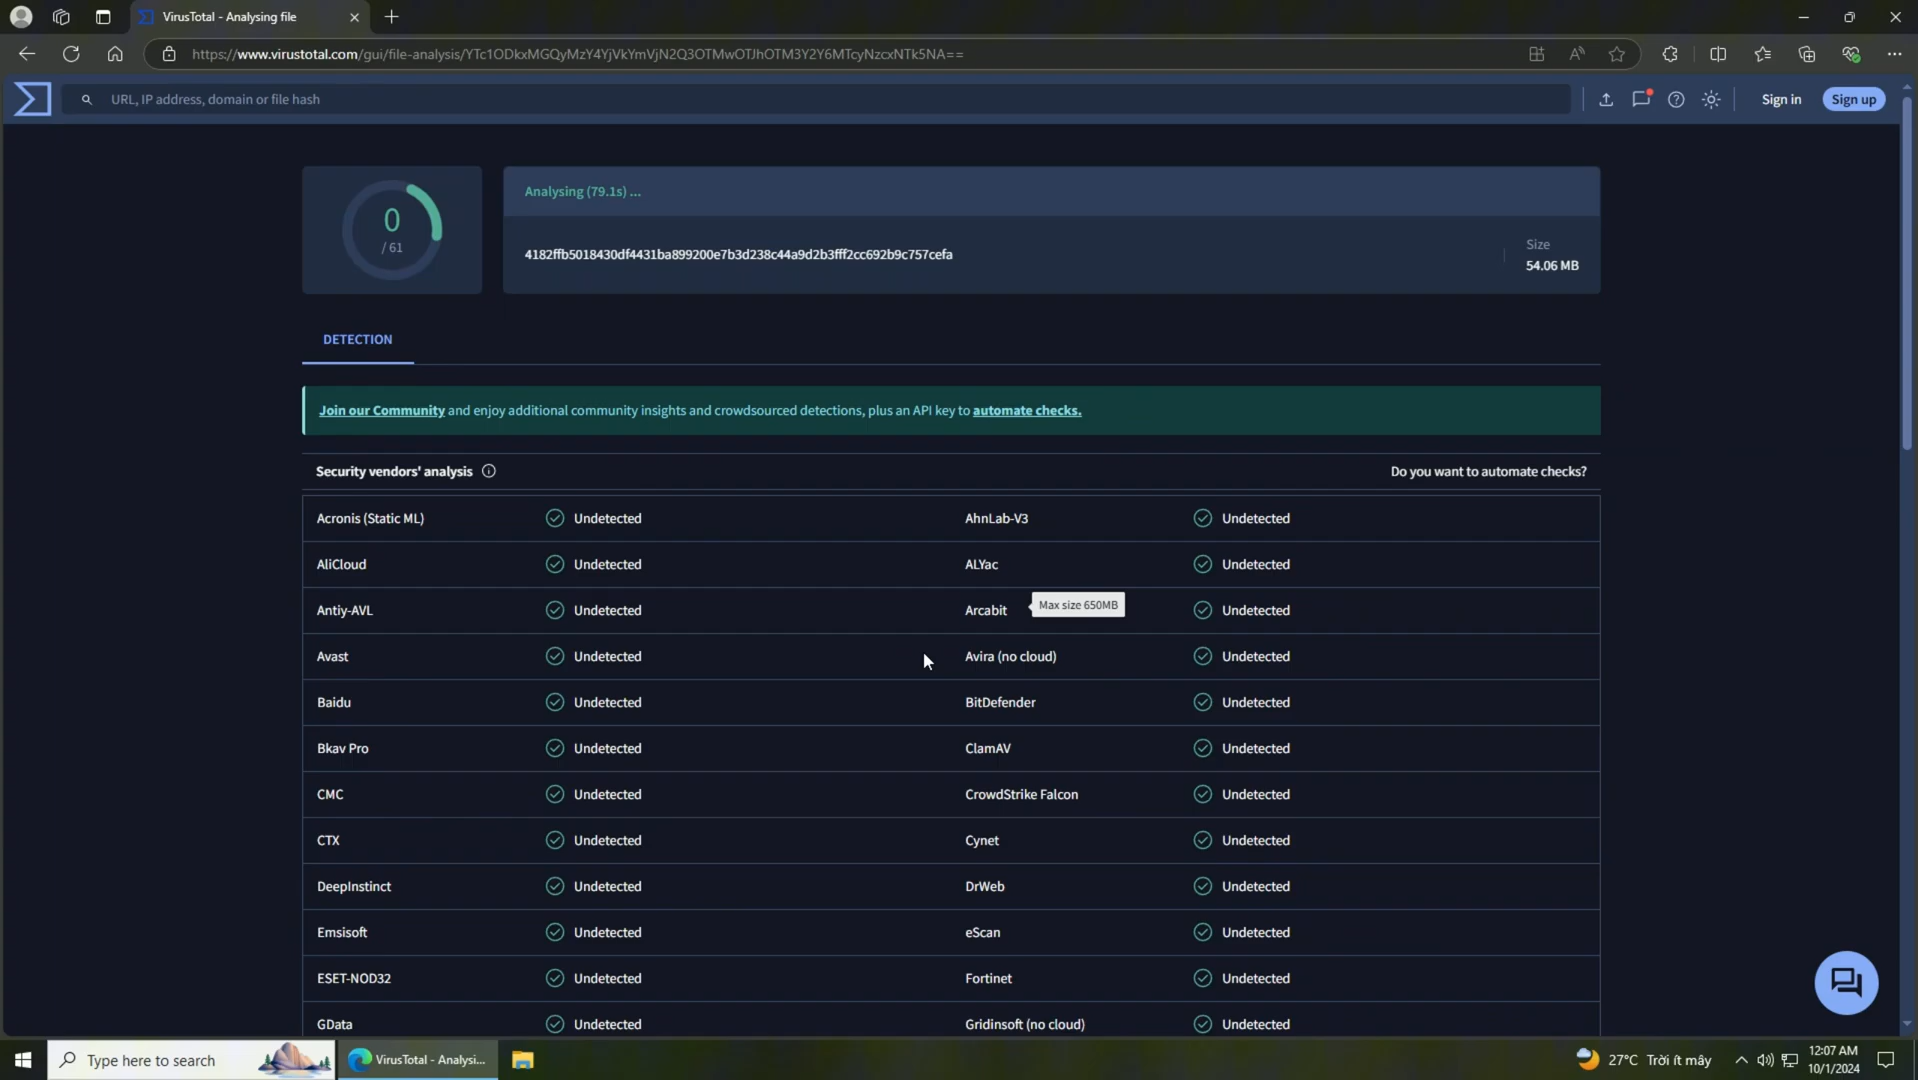 VirusTotal - Analysing file
https://www.virustotal.com/gui/file-analysis/YTc1ODkxMGQyMzY4YjVkYmVjN2Q3OTMwOTJhOTM3Y2Y6MTcyNzcxNTk5NA==
URL, IP address, domain or file hash
Sign in
Sign up
0
/ 61
Analysing (79.1s) ...
4182ffb5018430df4431ba899200e7b3d238c44a9d2b3fff2cc692b9c757cefa
Size
54.06 MB
DETECTION
Join our Community and enjoy additional community insights and crowdsourced detections, plus an API key to automate checks.
Security vendors' analysis
Do you want to automate checks?
Acronis (Static ML) Undetected AhnLab-V3 Undetected
AliCloud Undetected ALYac Undetected
Antiy-AVL Undetected Arcabit Max size 650MB Undetected
Avast Undetected Avira (no cloud) Undetected
Baidu Undetected BitDefender Undetected
Bkav Pro Undetected ClamAV Undetected
CMC Undetected CrowdStrike Falcon Undetected
CTX Undetected Cynet Undetected
DeepInstinct Undetected DrWeb Undetected
Emsisoft Undetected eScan Undetected
ESET-NOD32 Undetected Fortinet Undetected
GData Undetected Gridinsoft (no cloud) Undetected
Type here to search
VirusTotal - Analysi...
27°C Trời ít mây
12:07 AM
10/1/2024